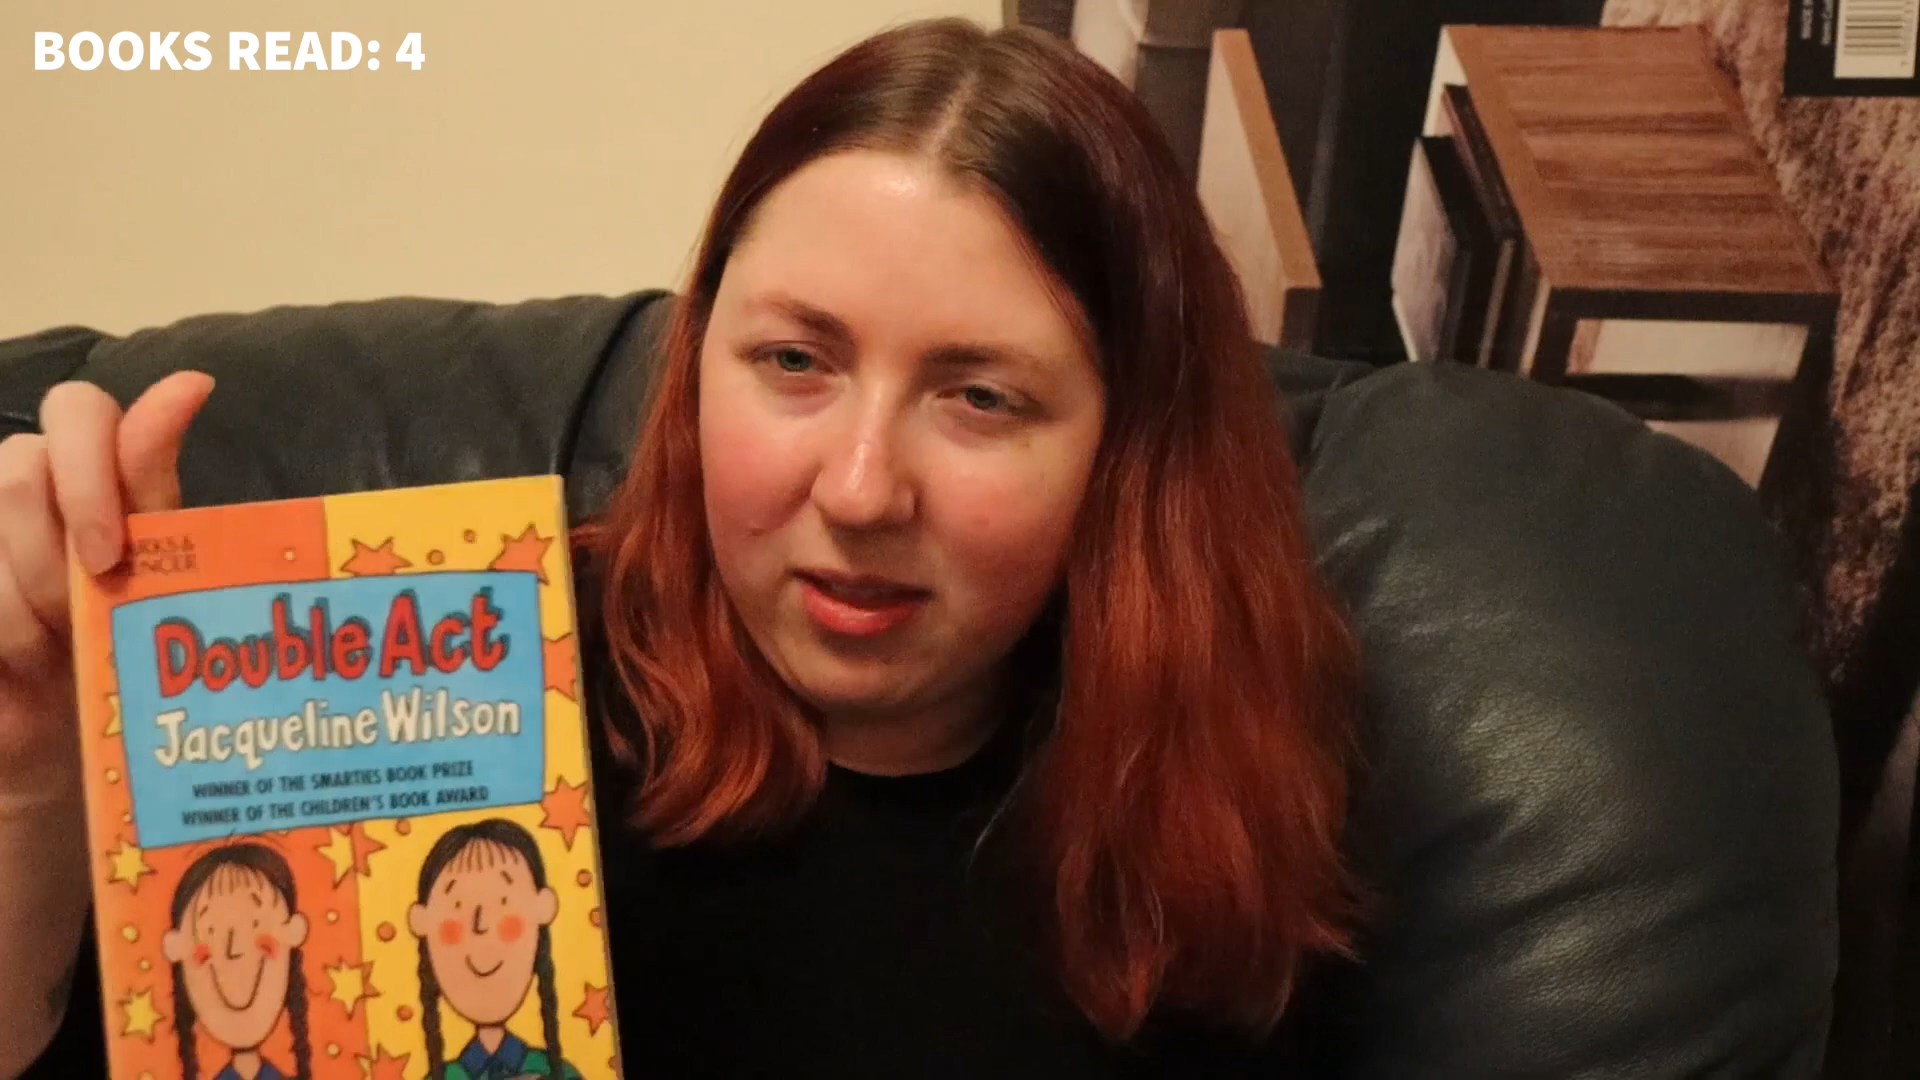 BOOKS READ: 4
Double Act
Jacqueline Wilson
WINNER OF THE SMARTIES BOOK PRIZE
WINNER OF THE CHILDREN'S BOOK AWARD